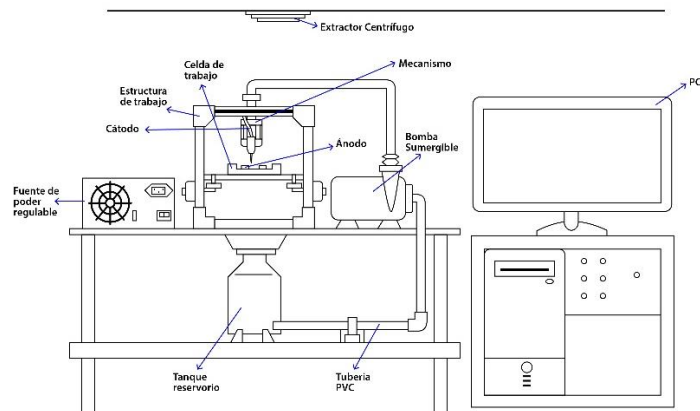 Extractor Centrífugo
Celda de
trabajo
Mecanismo
PC
Estructura
de trabajo
Cátodo
Ánodo
Bomba
Sumergible
Fuente de
poder
regulable
Tanque
reservorio
Tuberia
PVC